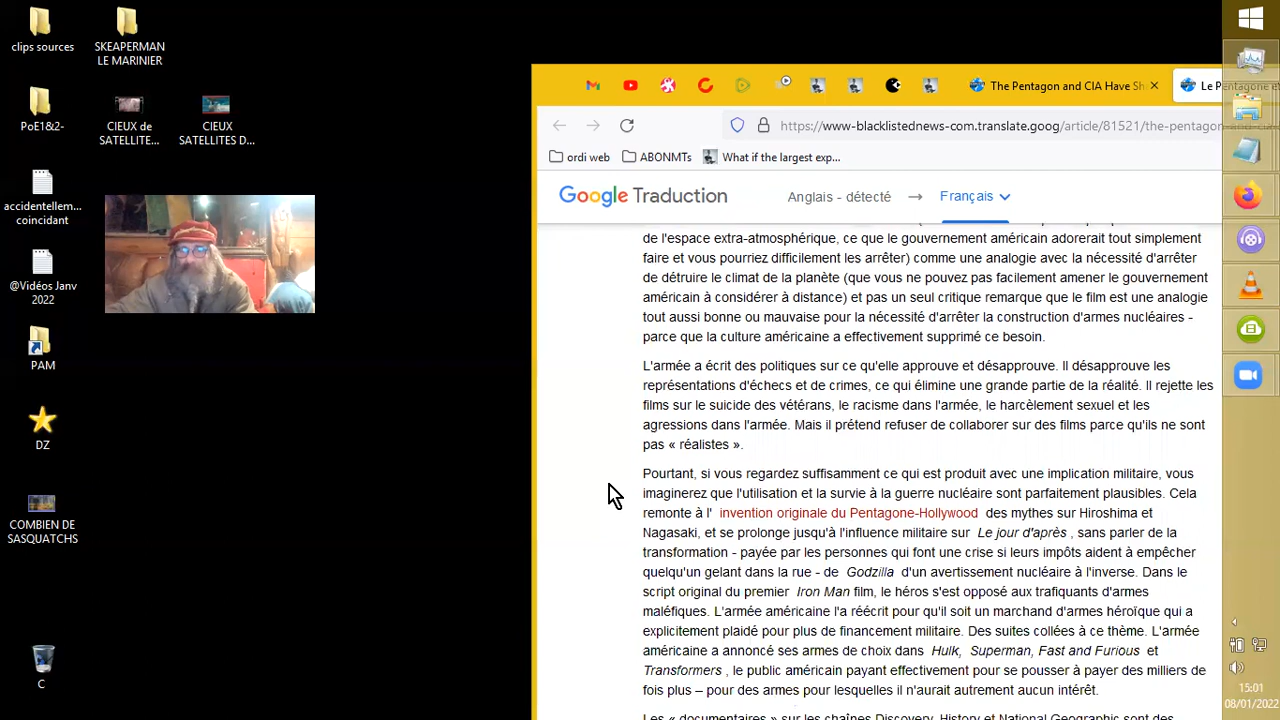 clips sources
SKEAPERMAN
LE MARINIER
PoE1&2-
CIEUX de
SATELLITE...
CIEUX
SATELLITES D...
accidentellem...
coincidant
@Vidéos Janv
2022
PAM
DZ
COMBIEN DE
SASQUATCHS
C
The Pentagon and CIA Have Sh
Le Pentagone et
https://www-blacklistednews-com.translate.goog/article/81521/the-pentagon-and-cia
ordi web
ABONMTs
What if the largest exp...
Google Traduction
Anglais - détecté → Français
de l'espace extra-atmosphérique, ce que le gouvernement américain adorerait tout simplement
faire et vous pourriez difficilement les arrêter) comme une analogie avec la nécessité d'arrêter
de détruire le climat de la planète (que vous ne pouvez pas facilement amener le gouvernement
américain à considérer à distance) et pas un seul critique remarque que le film est une analogie
tout aussi bonne ou mauvaise pour la nécessité d'arrêter la construction d'armes nucléaires -
parce que la culture américaine a effectivement supprimé ce besoin.
L'armée a écrit des politiques sur ce qu'elle approuve et désapprouve. Il désapprouve les
représentations d'échecs et de crimes, ce qui élimine une grande partie de la réalité. Il rejette les
films sur le suicide des vétérans, le racisme dans l'armée, le harcèlement sexuel et les
agressions dans l'armée. Mais il prétend refuser de collaborer sur des films parce qu'ils ne sont
pas « réalistes ».
Pourtant, si vous regardez suffisamment ce qui est produit avec une implication militaire, vous
imaginerez que l'utilisation et la survie à la guerre nucléaire sont parfaitement plausibles. Cela
remonte à l' invention originale du Pentagone-Hollywood des mythes sur Hiroshima et
Nagasaki, et se prolonge jusqu'à l'influence militaire sur Le jour d'après , sans parler de la
transformation - payée par les personnes qui font une crise si leurs impôts aident à empêcher
quelqu'un gelant dans la rue - de Godzilla d'un avertissement nucléaire à l'inverse. Dans le
script original du premier Iron Man film, le héros s'est opposé aux trafiquants d'armes
maléfiques. L'armée américaine l'a réécrit pour qu'il soit un marchand d'armes héroïque qui a
explicitement plaidé pour plus de financement militaire. Des suites collées à ce thème. L'armée
américaine a annoncé ses armes de choix dans Hulk, Superman, Fast and Furious et
Transformers , le public américain payant effectivement pour se pousser à payer des milliers de
fois plus – pour des armes pour lesquelles il n'aurait autrement aucun intérêt.
Les « documentaires » sur les chaînes Discovery, History et National Geographic sont des
15:01
08/01/2022